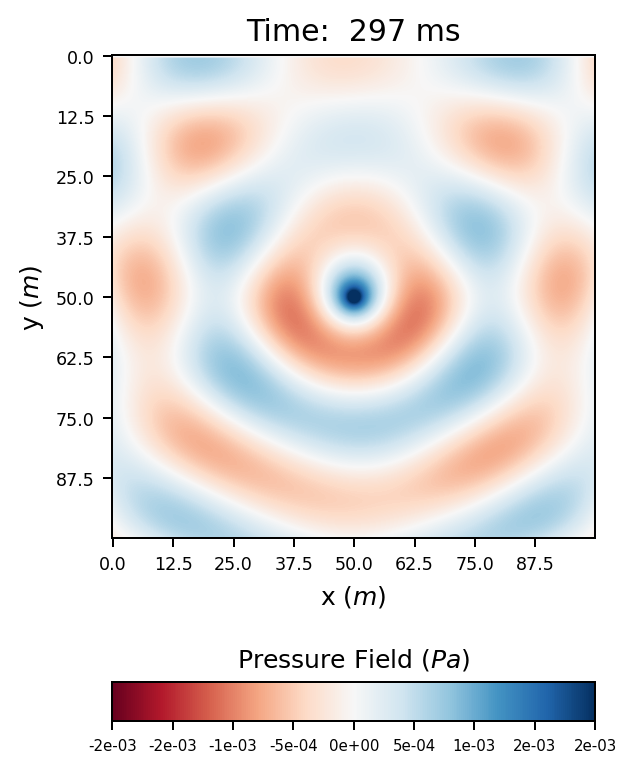 Time:  297 ms
0.0
12.5
25.0
37.5
50.0
62.5
75.0
87.5
y (m)
0.0 12.5 25.0 37.5 50.0 62.5 75.0 87.5
x (m)
Pressure Field (Pa)
-2e-03 -2e-03 -1e-03 -5e-04 0e+00 5e-04 1e-03 2e-03 2e-03